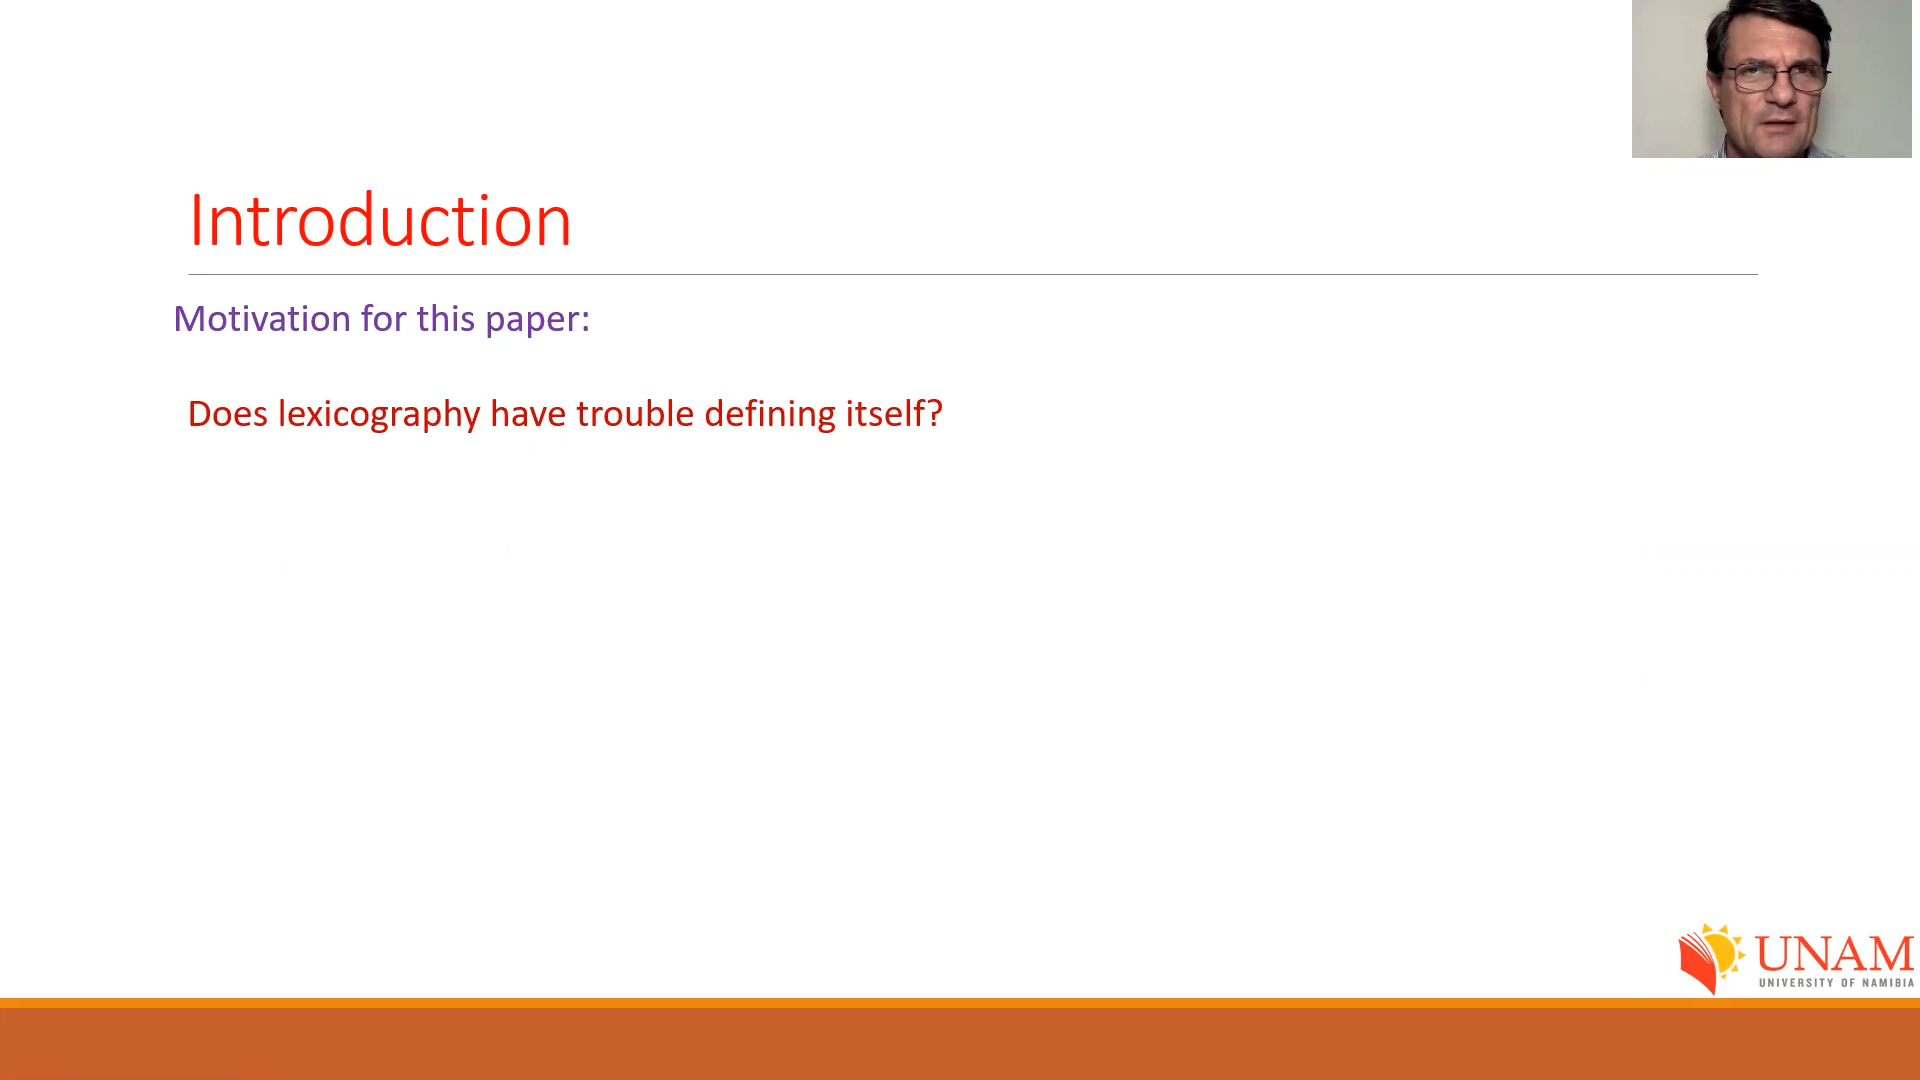 Introduction
Motivation for this paper:
Does lexicography have trouble defining itself?
UNAM
UNIVERSITY OF NAMIBIA